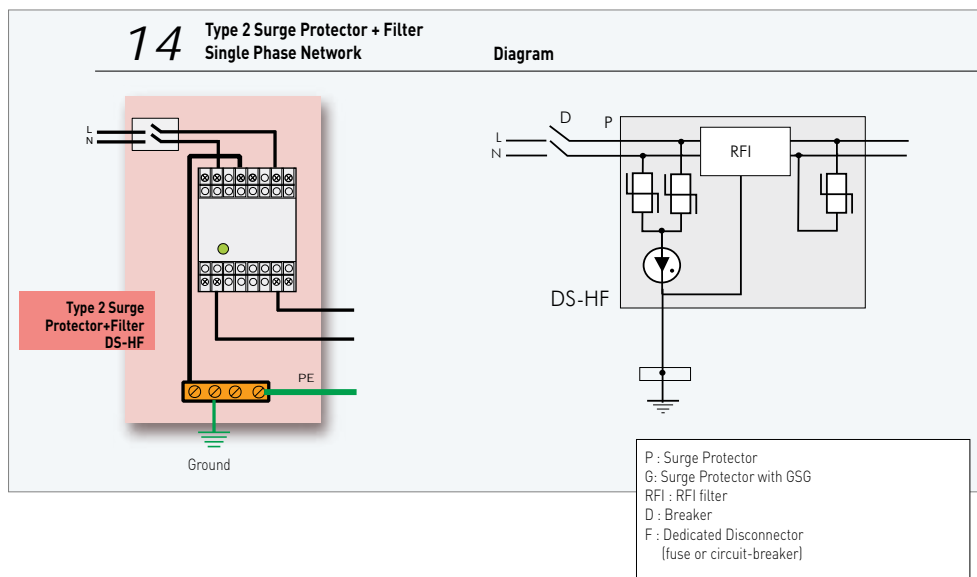 14
Type 2 Surge Protector + Filter
Single Phase Network
Diagram
L
N
Type 2 Surge
Protector+Filter
DS-HF
PE
Ground
D
P
L
N
RFI
DS-HF
P : Surge Protector
G: Surge Protector with GSG
RFI : RFI filter
D : Breaker
F : Dedicated Disconnector
(fuse or circuit-breaker)